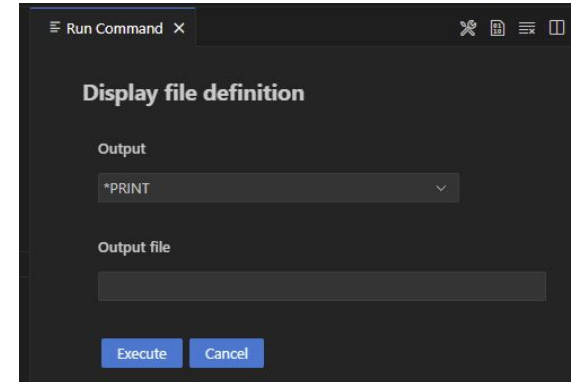 Run Command
Display file definition
Output
*PRINT
Output file
Execute Cancel